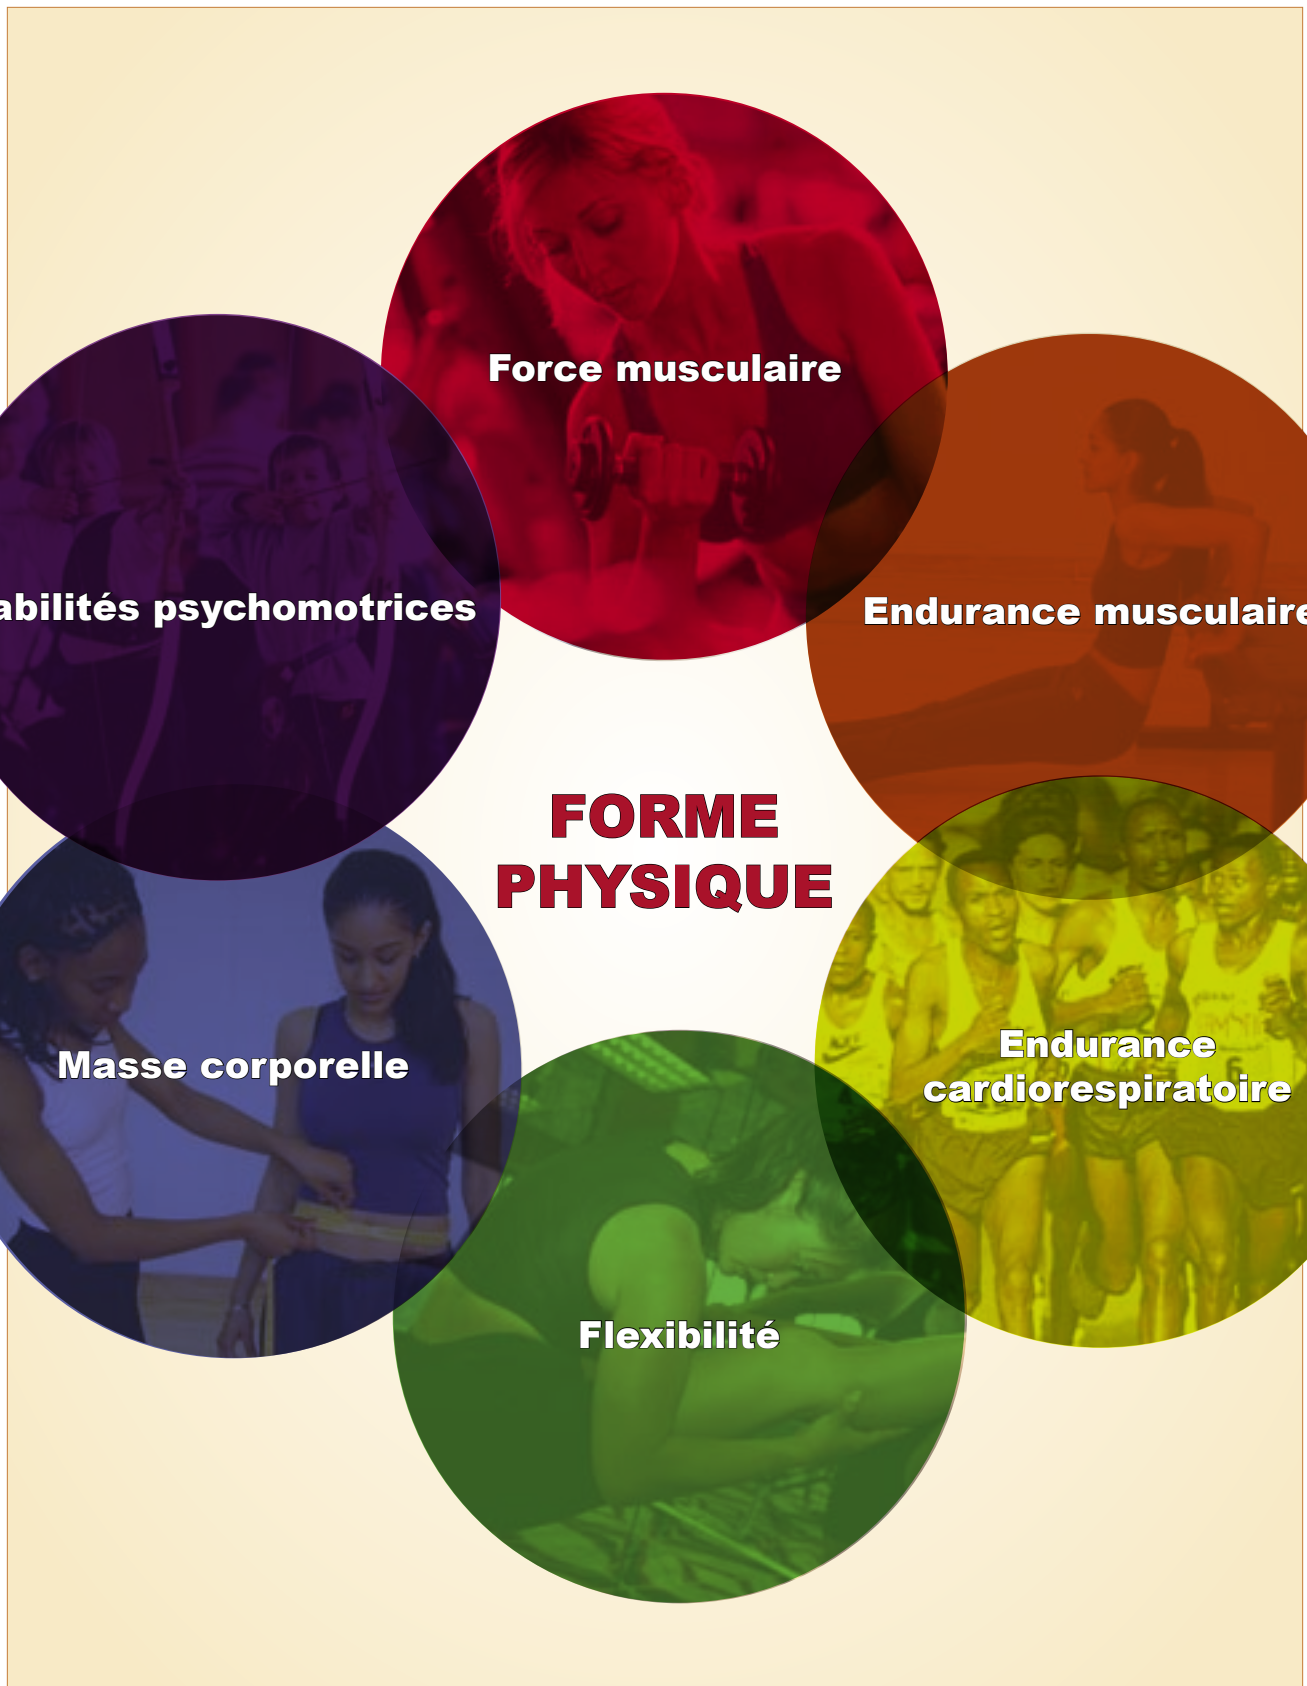 Force musculaire
abilités psychomotrices
Endurance musculaire
FORME
PHYSIQUE
Endurance
cardiorespiratoire
Masse corporelle
Flexibilité